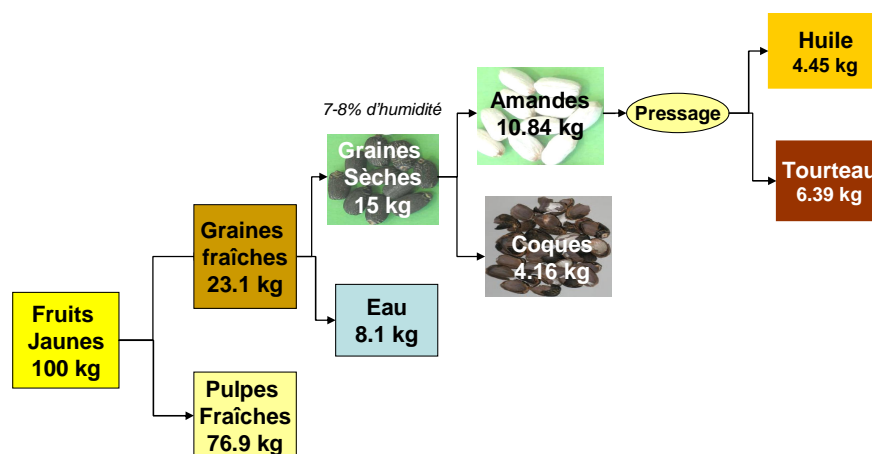 Huile
4.45 kg
7-8% d'humidité
Amandes
10.84 kg
Pressage
Graines
Sèches
15 kg
Tourteau
6.39 kg
Graines
fraîches
23.1 kg
Coques
4.16 kg
Fruits
Jaunes
100 kg
Eau
8.1 kg
Pulpes
Fraîches
76.9 kg